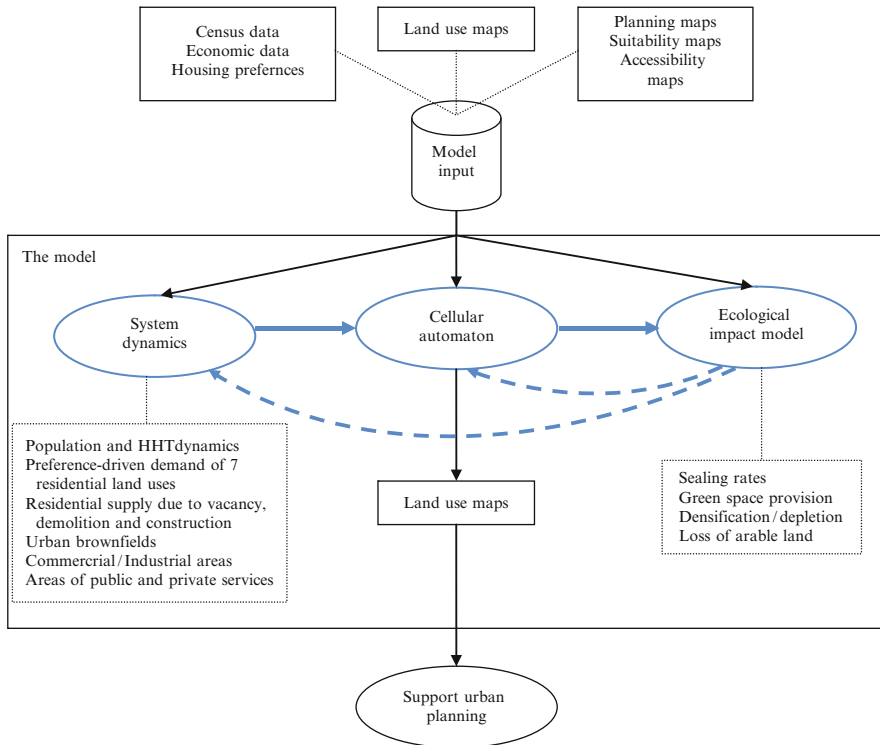 Census data
Economic data
Housing prefernces
Land use maps
Planning maps
Suitability maps
Accessibility
maps
Model
input
The model
System
dynamics
Cellular
automaton
Ecological
impact model
Population and HHTdynamics
Preference-driven demand of 7
residential land uses
Residential supply due to vacancy,
demolition and construction
Urban brownfields
Commercrial/Industrial areas
Areas of public and private services
Land use maps
Sealing rates
Green space provision
Densification/depletion
Loss of arable land
Support urban
planning